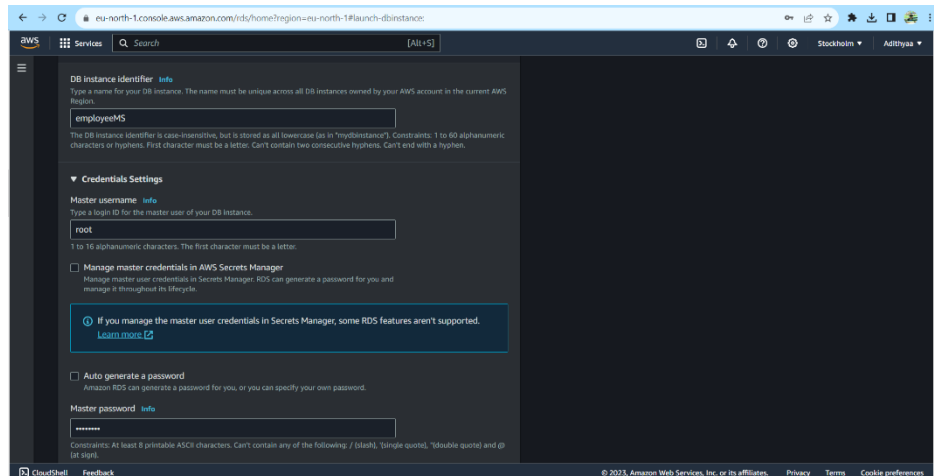 eu-north-1.console.aws.amazon.com/rds/home?region=eu-north-1#launch-dbinstance:
aws Services Search [Alt+S] Stockholm Adithyaa
DB instance identifier Info
Type a name for your DB instance. The name must be unique across all DB instances owned by your AWS account in the current AWS
Region.
employeeMS
The DB instance identifier is case-insensitive, but is stored as all lowercase (as in "mydbinstance"). Constraints: 1 to 60 alphanumeric
characters or hyphens. First character must be a letter. Can't contain two consecutive hyphens. Can't end with a hyphen.
Credentials Settings
Master username Info
Type a login ID for the master user of your DB instance.
root
1 to 16 alphanumeric characters. The first character must be a letter.
Manage master credentials in AWS Secrets Manager
Manage master user credentials in Secrets Manager. RDS can generate a password for you and
manage it throughout its lifecycle.
If you manage the master user credentials in Secrets Manager, some RDS features aren't supported.
Learn more
Auto generate a password
Amazon RDS can generate a password for you, or you can specify your own password.
Master password Info
••••••••
Constraints: At least 8 printable ASCII characters. Can't contain any of the following: / (slash), '(single quote), "(double quote) and @
(at sign).
CloudShell Feedback © 2023, Amazon Web Services, Inc. or its affiliates. Privacy Terms Cookie preferences